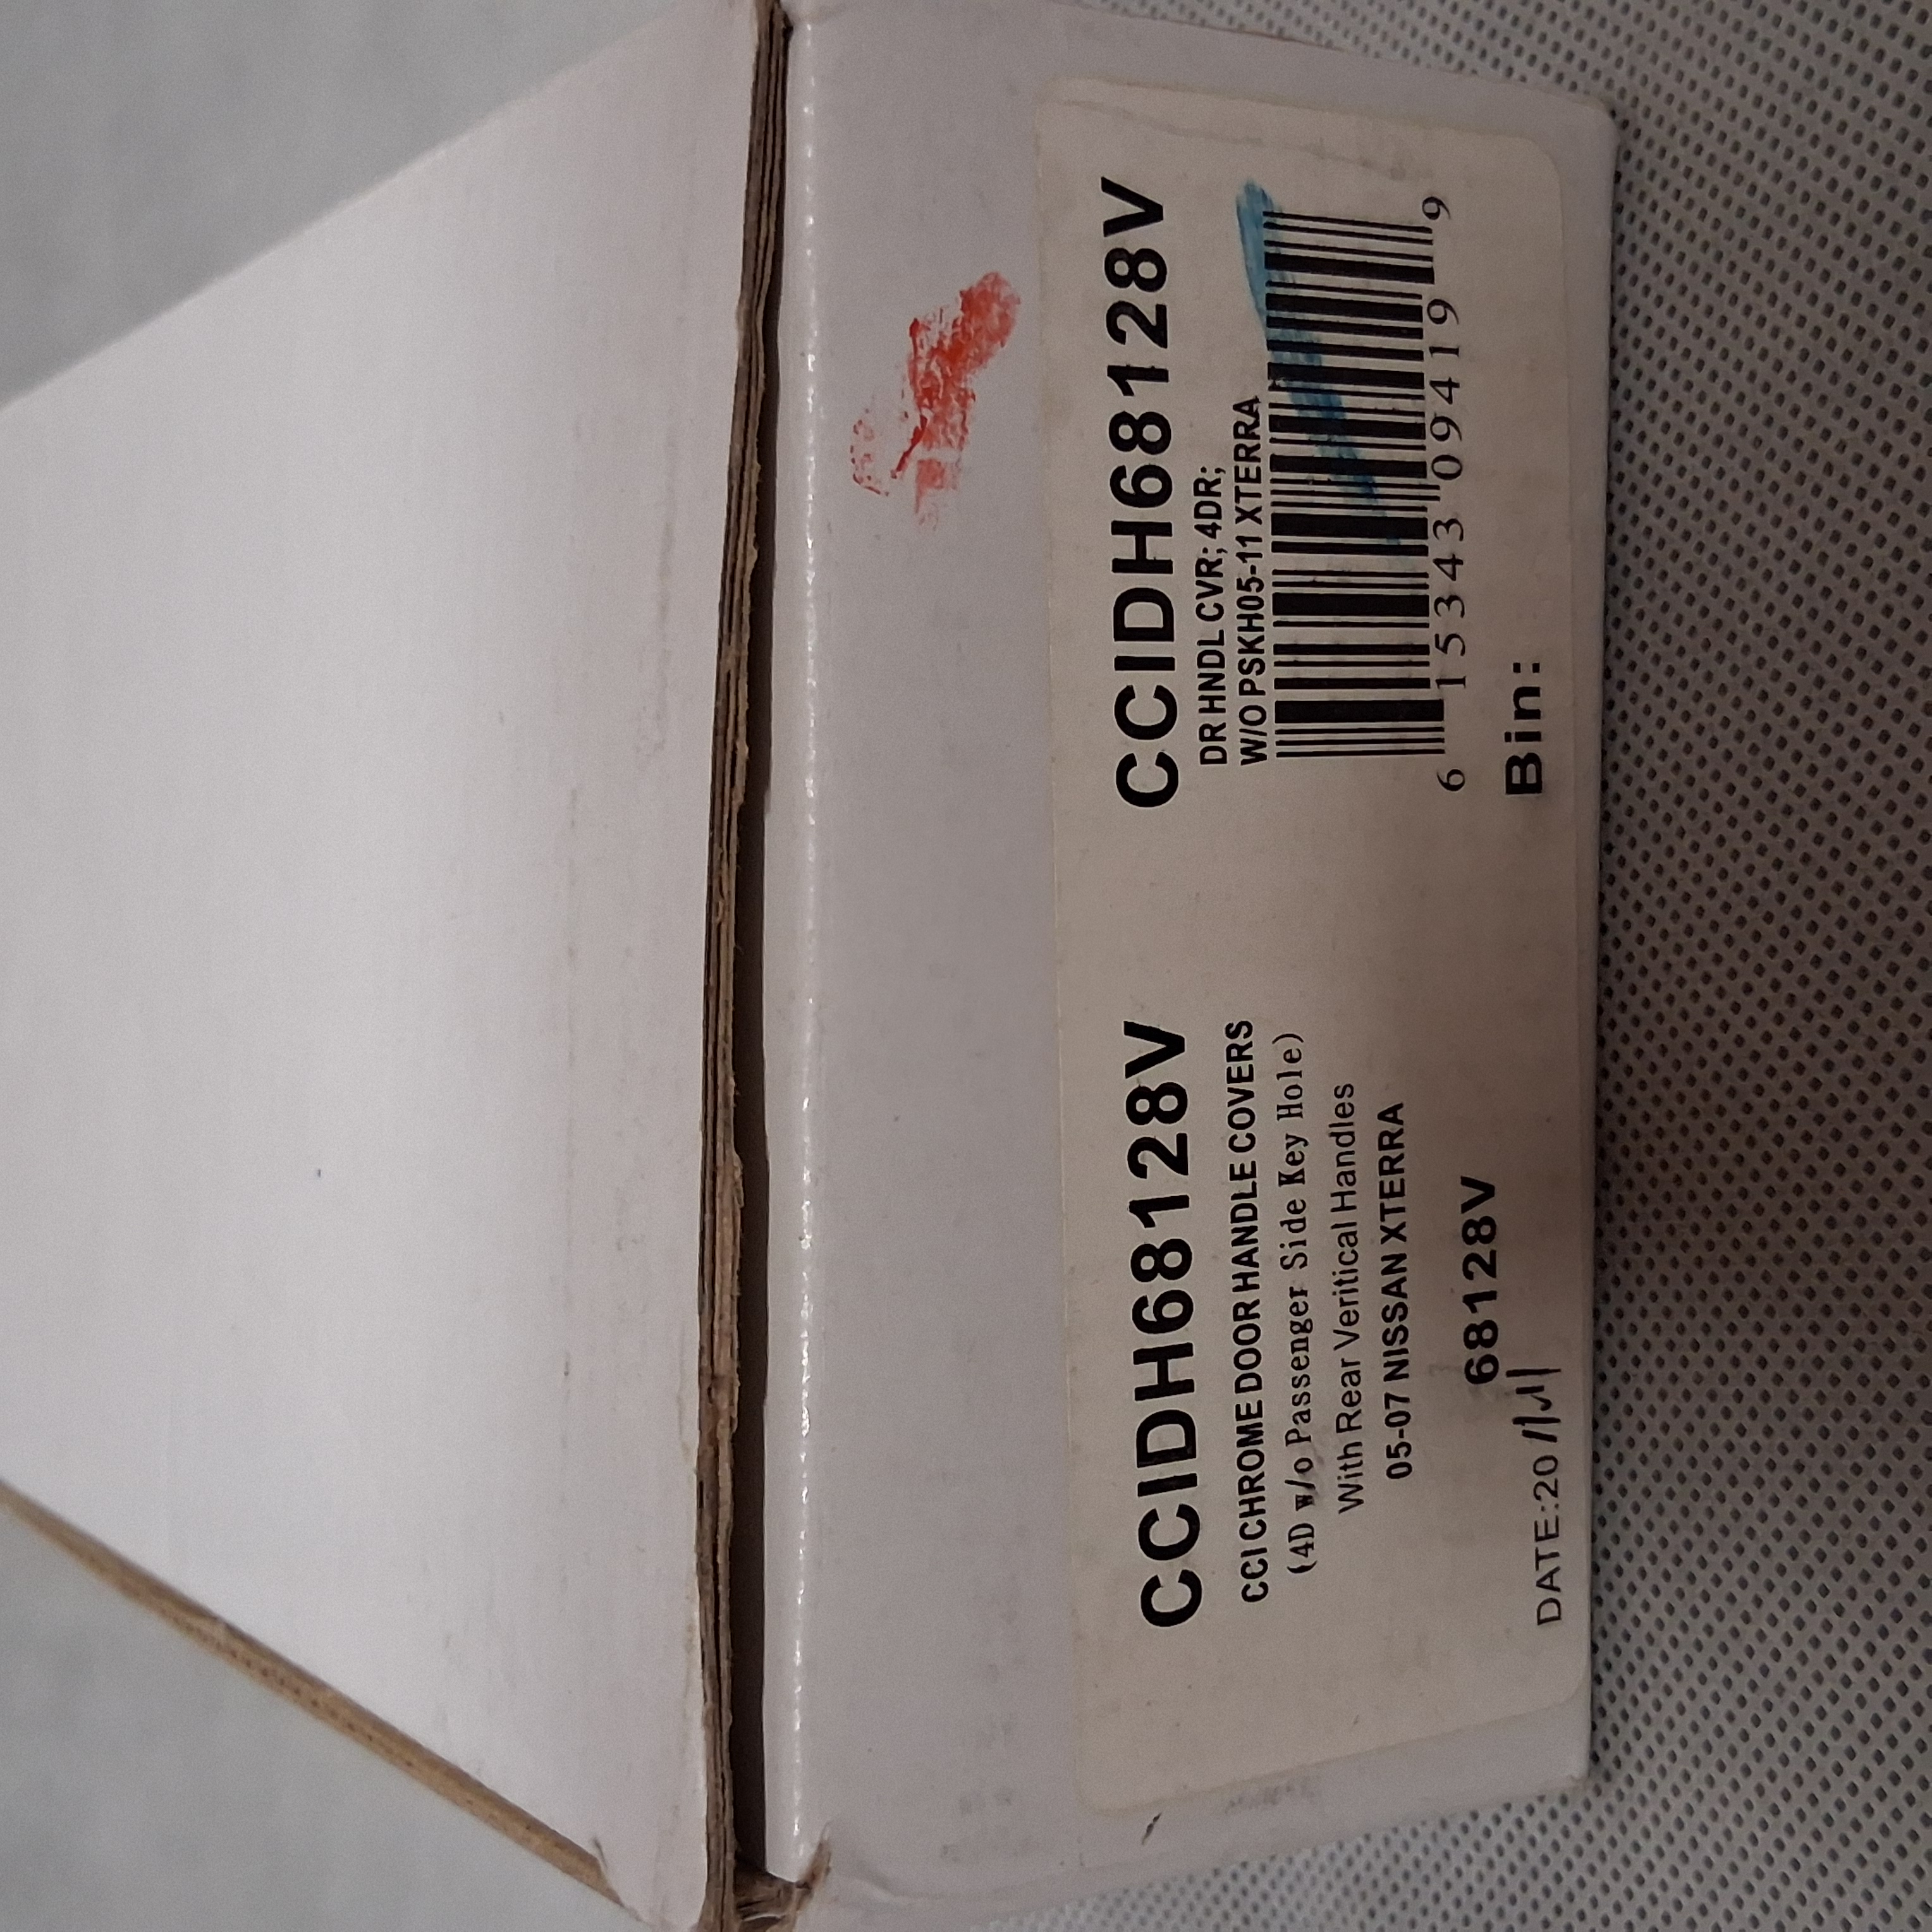 CCIDH68128V
CCI CHROME DOOR HANDLE COVERS
(4D w/o Passenger Side Key Hole)
With Rear Veritical Handles
05-07 NISSAN XTERRA
68128V
DATE:20
CCIDH68128V
DR HNDL CVR; 4DR;
W/O PSKH05-11 XTERRA
6 15343 09419 9
Bin: